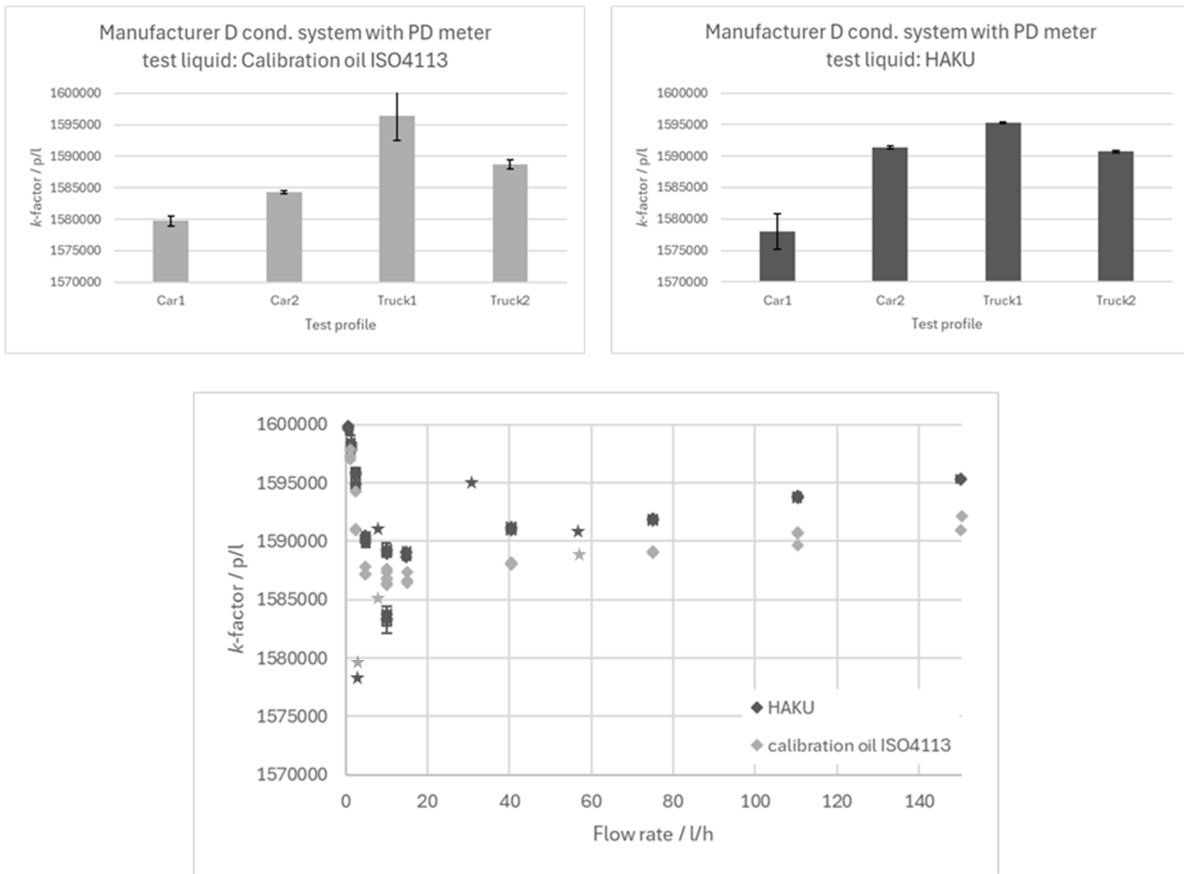 Manufacturer D cond. system with PD meter
test liquid: Calibration oil ISO4113
1600000
1595000
1590000
1585000
1580000
1575000
1570000
k-factor / p/l
Car1 Car2 Truck1 Truck2
Test profile
Manufacturer D cond. system with PD meter
test liquid: HAKU
1600000
1595000
1590000
1585000
1580000
1575000
1570000
k-factor / p/l
Car1 Car2 Truck1 Truck2
Test profile
1600000
1595000
1590000
1585000
1580000
1575000
1570000
k-factor / p/l
HAKU
calibration oil ISO4113
0 20 40 60 80 100 120 140
Flow rate / l/h